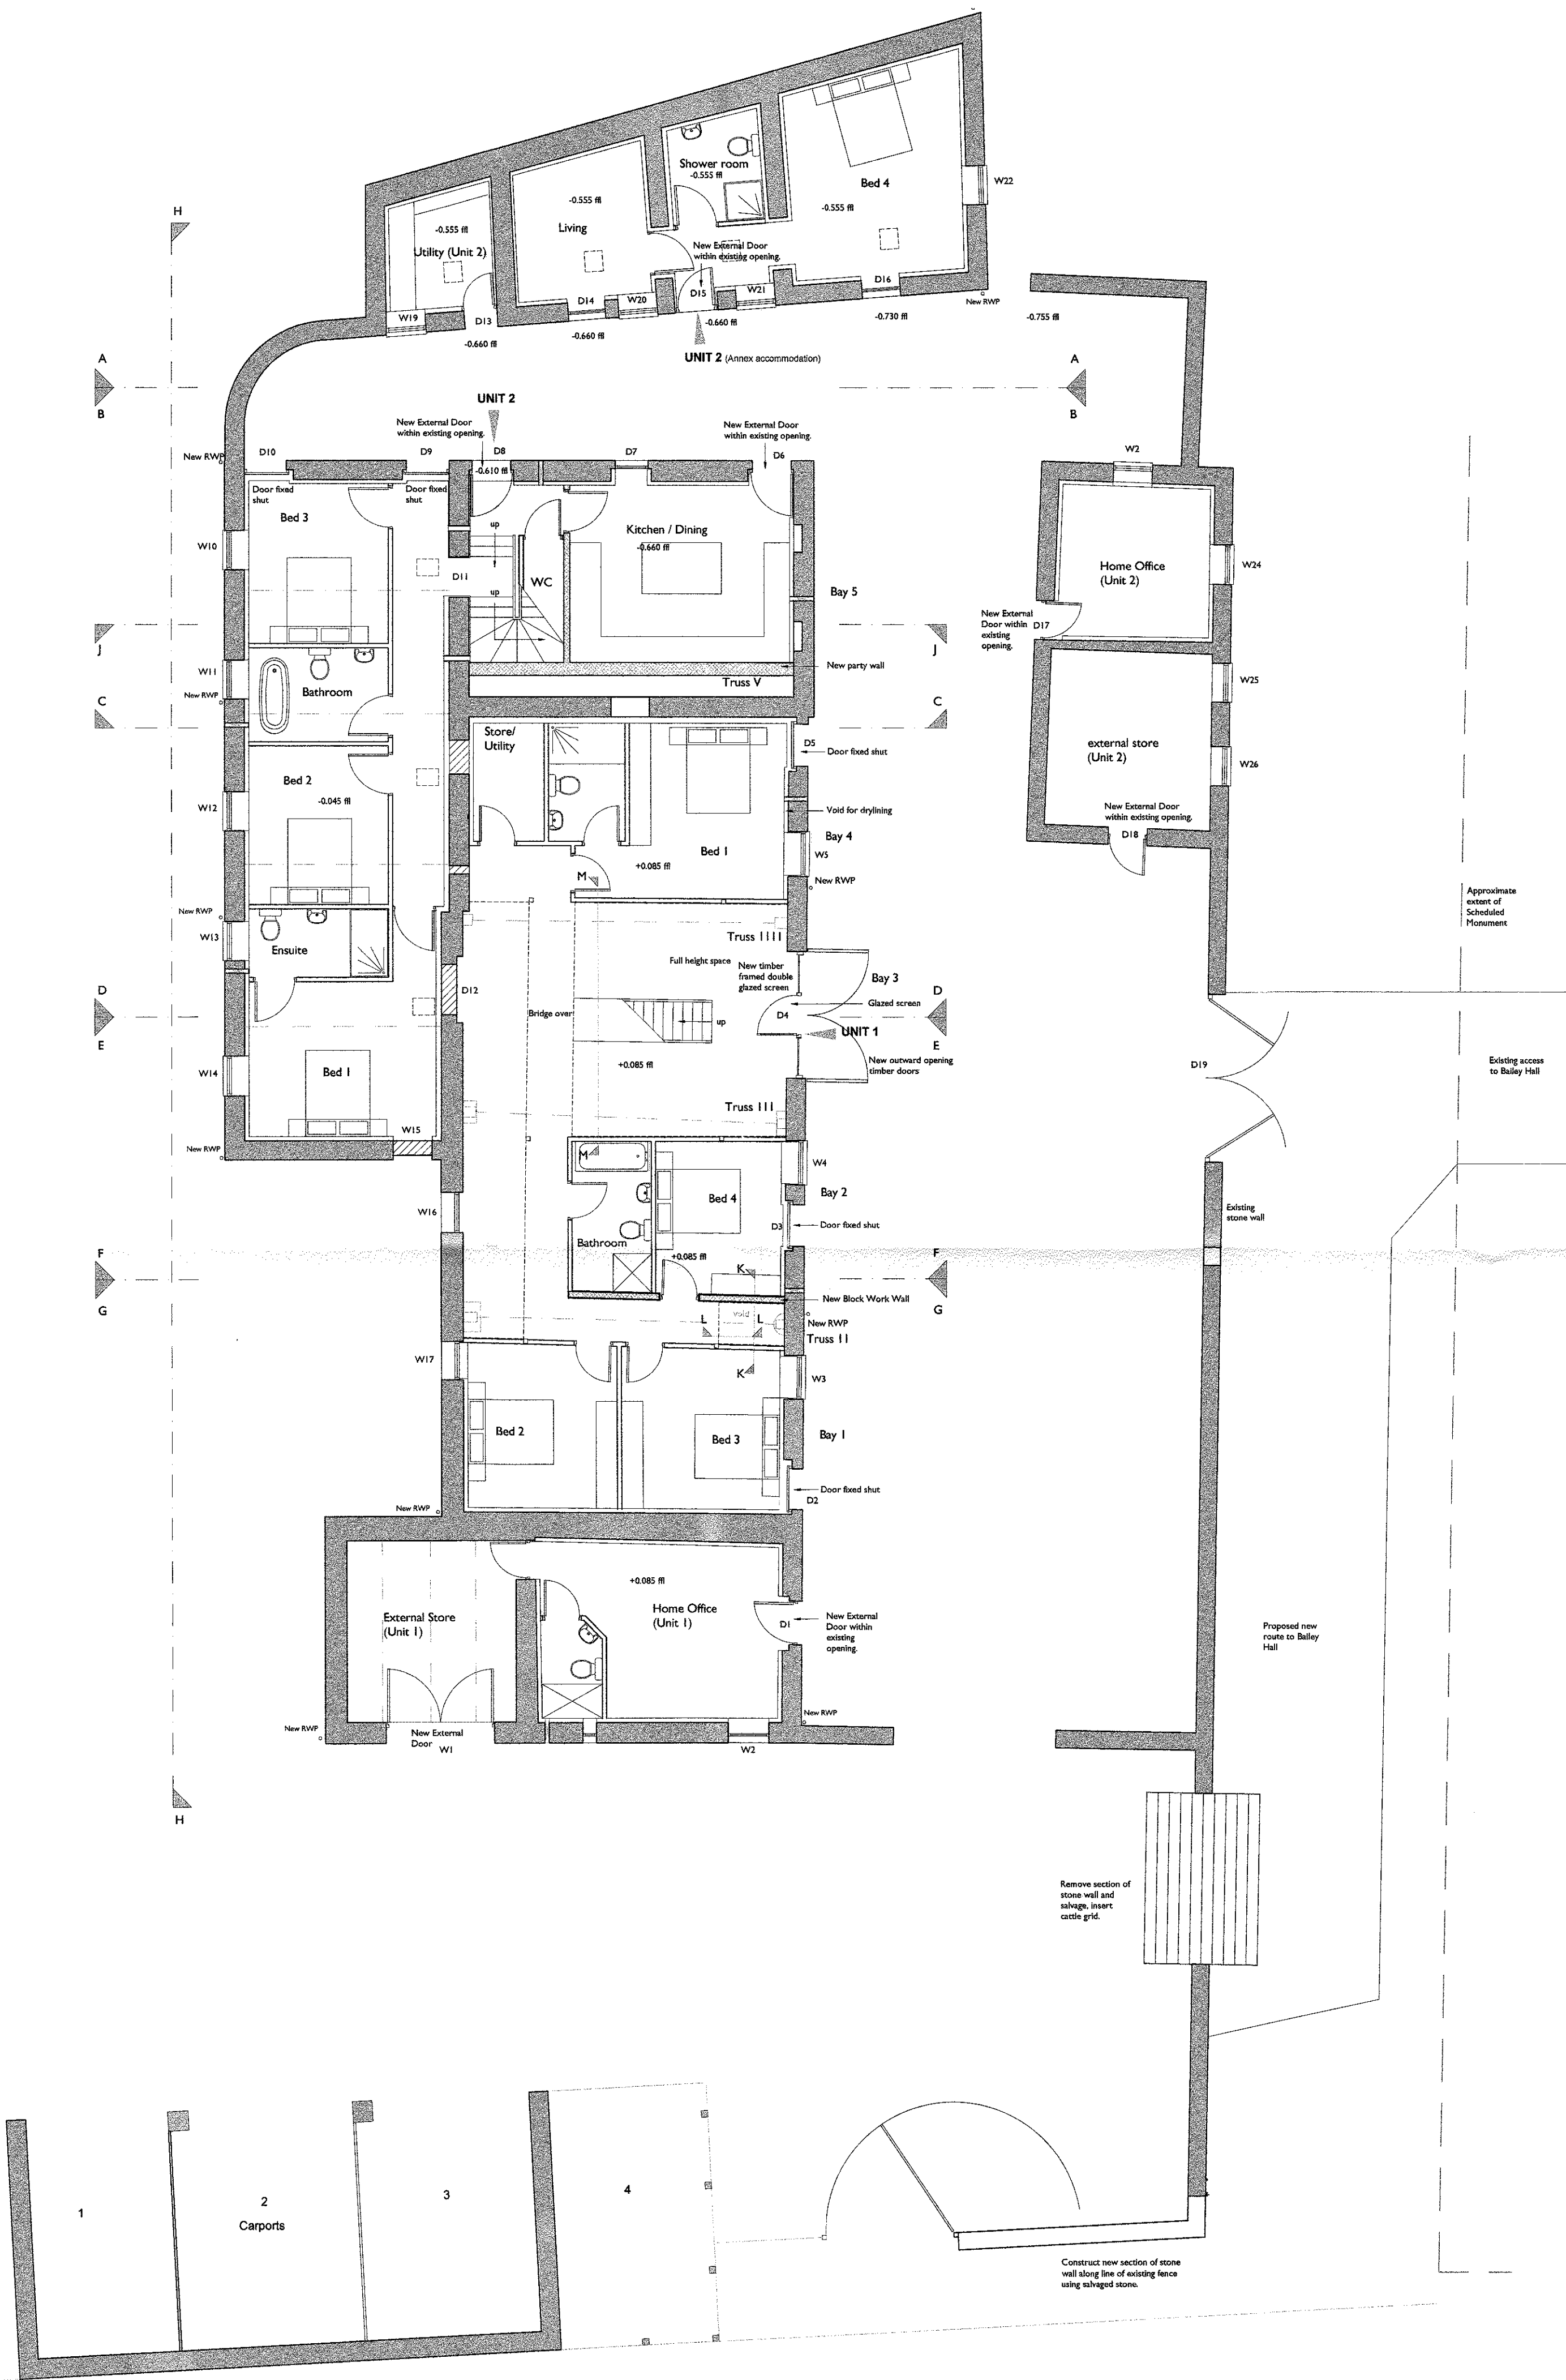 Shower room
-0.555 ffl
Bed 4
-0.555 ffl
W22
H
-0.555 ffl
Living
-0.555 ffl
Utility (Unit 2)
New External Door
within existing opening.
D14
W20
D15
W21
D16
New RWP
W19
D13
-0.660 ffl
-0.660 ffl
-0.660 ffl
-0.730 ffl
-0.755 ffl
UNIT 2 (Annex accommodation)
A
B
A
B
UNIT 2
New External Door
within existing opening.
New External Door
within existing opening.
New RWP
D10
D9
D8
D7
D6
W2
-0.610 ffl
Door fixed
shut
Door fixed
shut
Bed 3
up
Kitchen / Dining
-0.660 ffl
W10
D11
WC
up
Bay 5
Home Office
(Unit 2)
W24
New External
Door within
existing
opening.
D17
J
J
W11
New RWP
Bathroom
New party wall
Truss V
W25
C
C
Store/
Utility
D5
Door fixed shut
external store
(Unit 2)
W26
Bed 2
-0.045 ffl
W12
Void for drylining
Bay 4
New External Door
within existing opening.
D18
W5
Bed 1
+0.085 ffl
M
New RWP
Approximate
extent of
Scheduled
Monument
New RWP
W13
Ensuite
Truss IIII
Full height space
New timber
framed double
glazed screen
Bay 3
D
E
D12
Bridge over
up
Glazed screen
D4
UNIT 1
D
E
W14
Bed 1
+0.085 ffl
New outward opening
timber doors
D19
Existing access
to Bailey Hall
Truss III
W15
New RWP
M
W4
Bed 4
Bay 2
W16
D3
Door fixed shut
Existing
stone wall
Bathroom
+0.085 ffl
F
G
K
F
G
New Block Work Wall
void
L
L
New RWP
Truss II
W17
K
W3
Bed 2
Bed 3
Bay 1
Door fixed shut
D2
New RWP
+0.085 ffl
External Store
(Unit 1)
Home Office
(Unit 1)
D1
New External
Door within
existing
opening.
Proposed new
route to Bailey
Hall
New RWP
New RWP
New External
Door
W1
W2
H
Remove section of
stone wall and
salvage, insert
cattle grid.
1
2
Carports
3
4
Construct new section of stone
wall along line of existing fence
using salvaged stone.